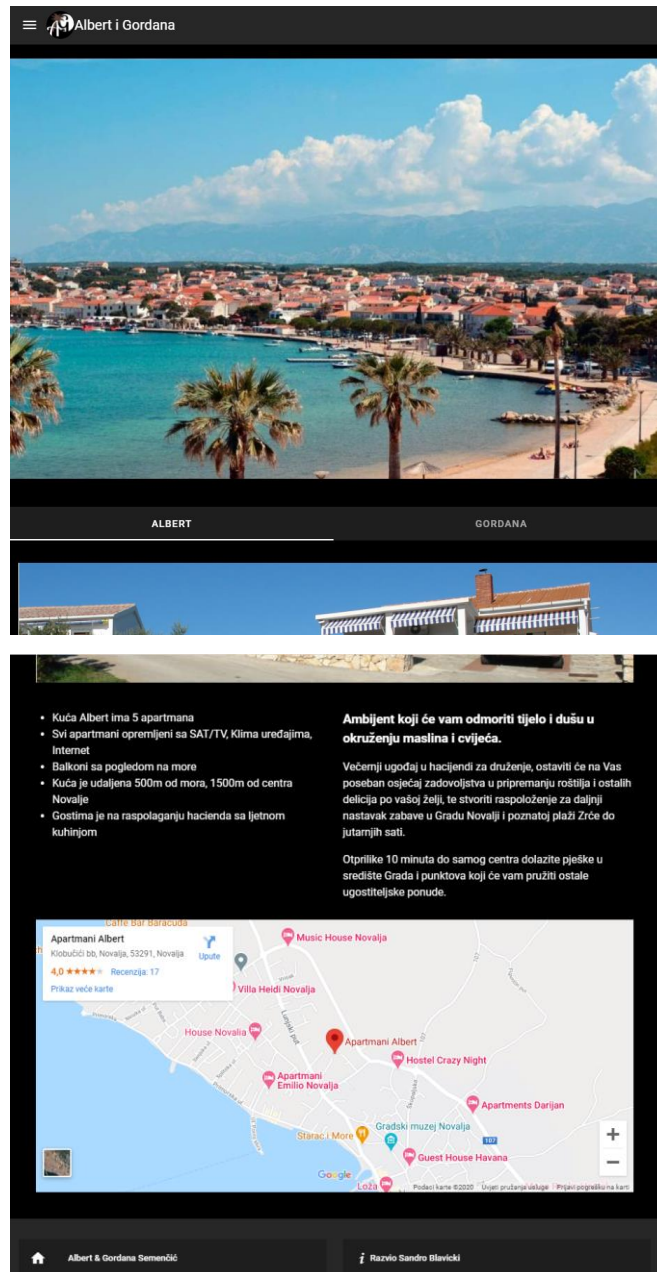 Albert i Gordana
ALBERT
GORDANA
Kuća Albert ima 5 apartmana
Svi apartmani opremljeni sa SAT/TV, Klima uređajima,
Internet
Balkoni sa pogledom na more
Kuća je udaljena 500m od mora, 1500m od centra
Novalje
Gostima je na raspolaganju hacienda sa ljetnom
kuhinjom
Ambijent koji će vam odmoriti tijelo i dušu u
okruženju maslina i cvijeća.
Večernji ugođaj u hacijendi za druženje, ostaviti će na Vas
poseban osjećaj zadovoljstva u pripremanju roštilja i ostalih
delicija po vašoj želji, te stvoriti raspoloženje za daljnji
nastavak zabave u Gradu Novalji i poznatoj plaži Zrće do
jutarnjih sati.
Otprilike 10 minuta do samog centra dolazite pješke u
središte Grada i punktova koji će vam pružiti ostale
ugostiteljske ponude.
Caffe Bar Baracuda
Apartmani Albert
Klobučići bb, Novalja, 53291, Novalja
Upute
4,0 ★★★★★ Recenzija: 17
Prikaz veće karte
Music House Novalja
107
Villa Heidi Novalja
Lunjski put
House Novalia
Apartmani Albert
107
Hostel Crazy Night
Apartmani
Emilio Novalja
Apartments Darijan
Škopaljska
Starac i More
Gradski muzej Novalja
107
Guest House Havana
Google
Loža
Podaci karte ©2020
Uvjeti pružanja usluge
Prijavi pogrešku na karti
+
−
Albert & Gordana Semenčić
i Razvio Sandro Blavicki